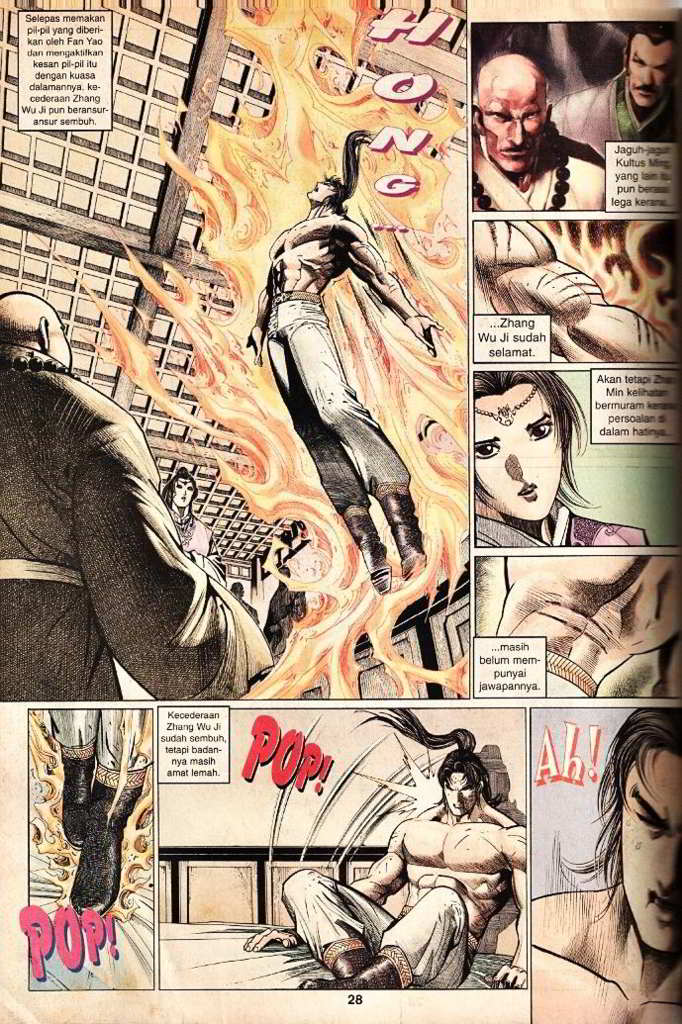 Selepas memakan
pil-pil yang diberi-
kan oleh Fan Yao
dan mengaktifkan
kesan pil-pil itu
dengan kuasa
dalamannya, ke-
cederaan Zhang
Wu Ji pun beransur-
ansur sembuh.
HONG...
Jaguh-jaguh
Kultus Ming
yang lain itu
pun berasa
lega kerana...
...Zhang
Wu Ji sudah
selamat.
Akan tetapi Zhao
Min kelihatan
bermuram kerana
persoalan di
dalam hatinya...
...masih
belum mem-
punyai
jawapannya.
POP!
Kecederaan
Zhang Wu Ji
sudah sembuh,
tetapi badan-
nya masih
amat lemah.
POP!
Ah!
28